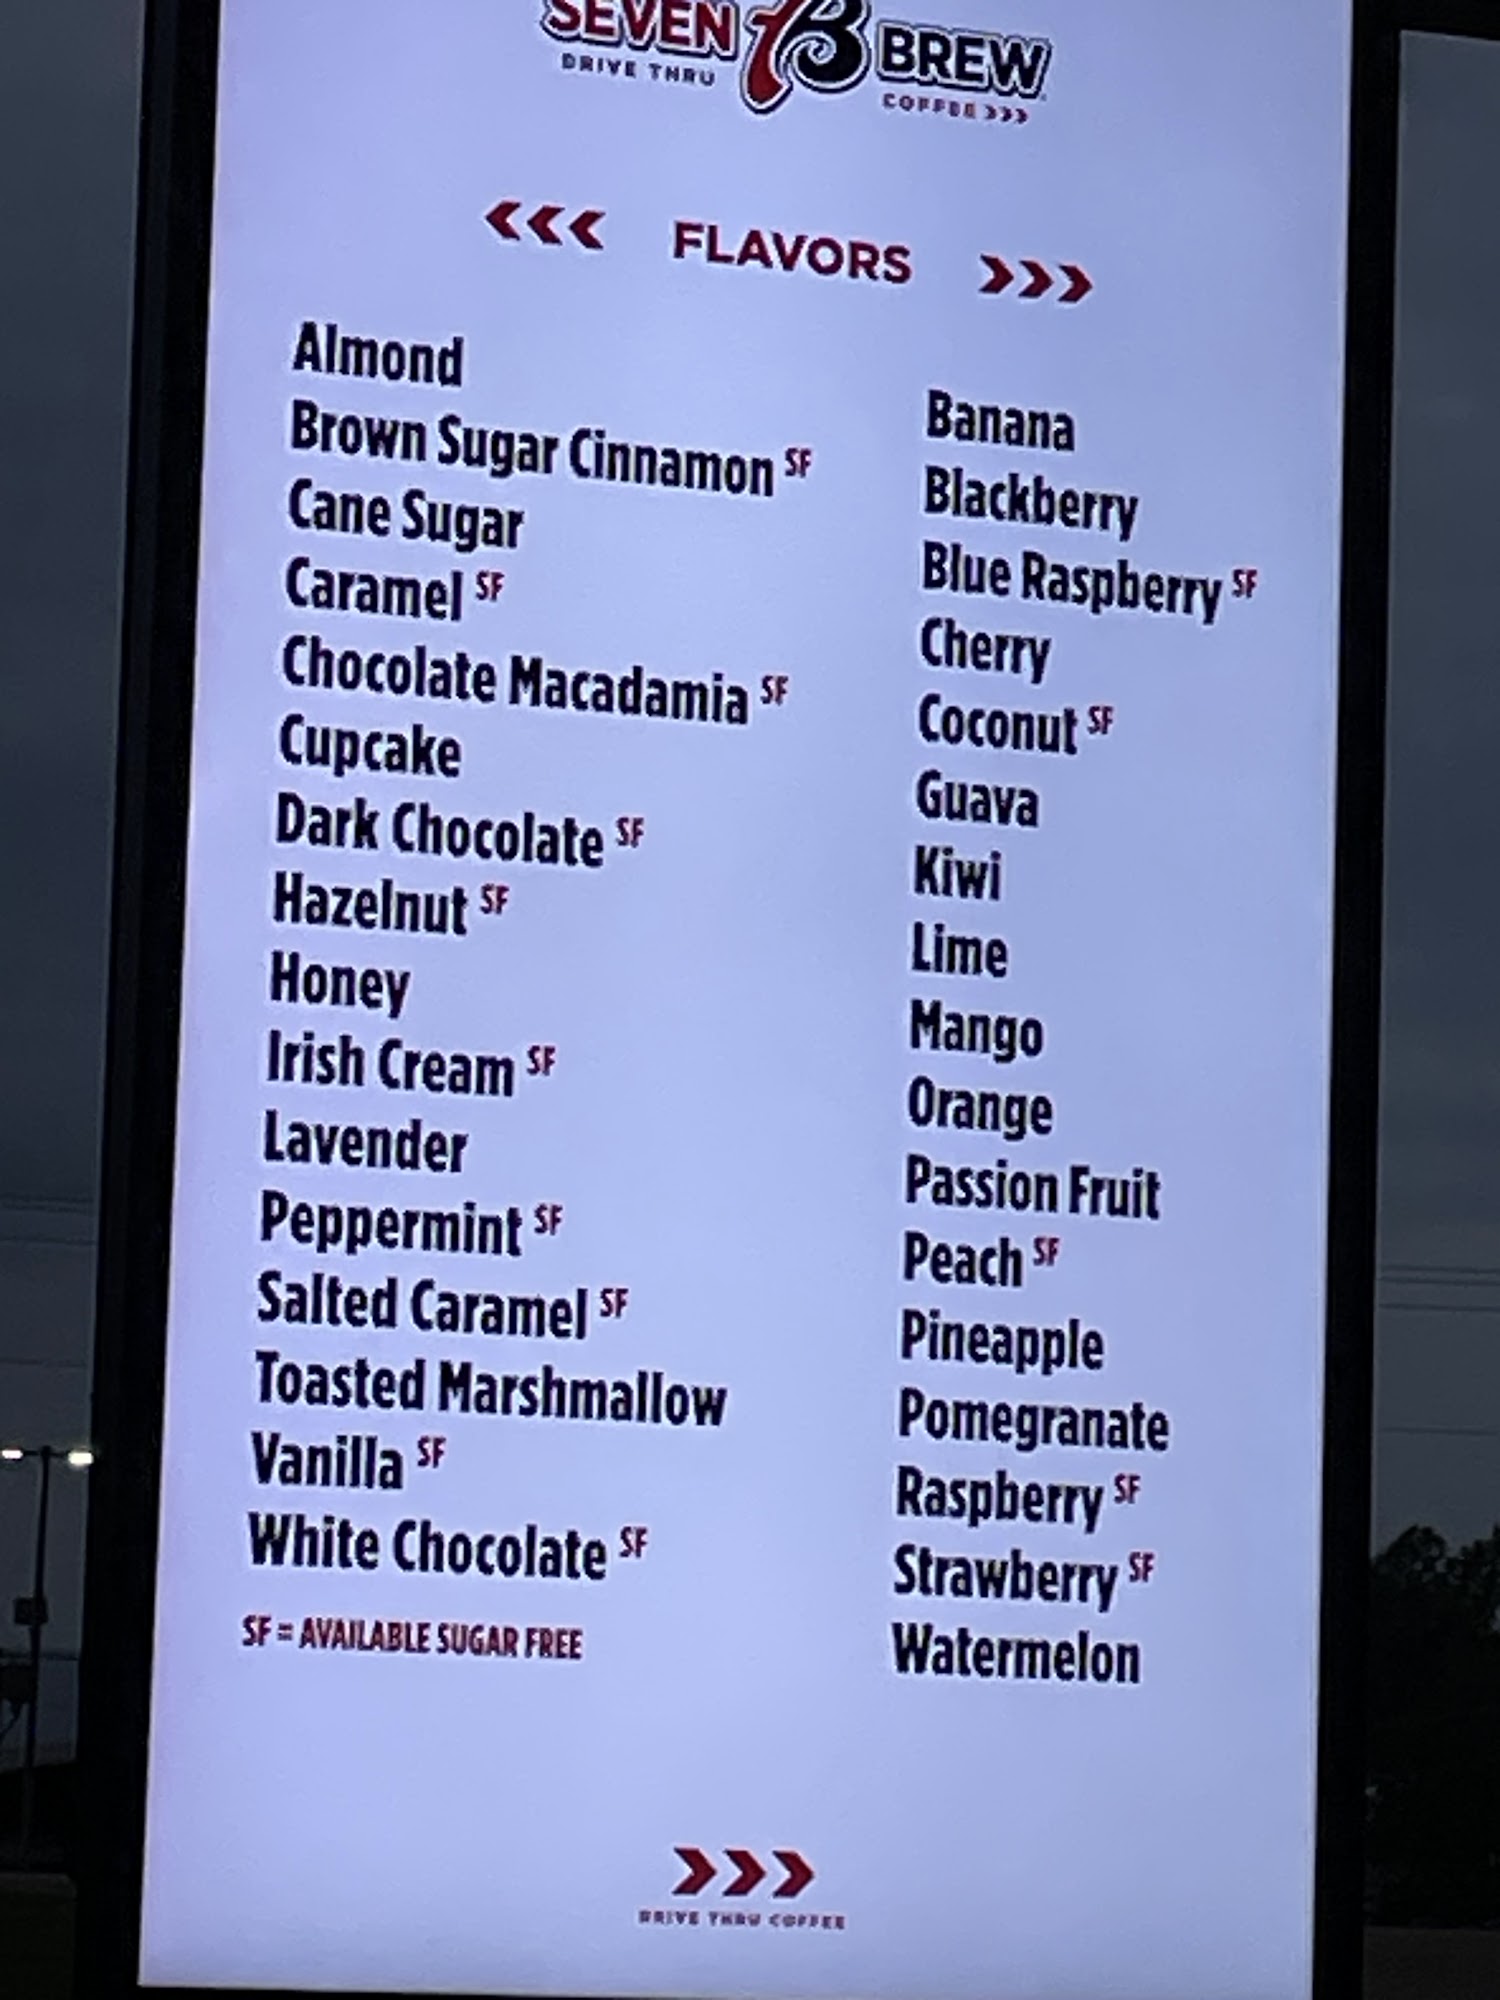 SEVEN 7B BREW
DRIVE THRU
COFFEE >>>
<<< FLAVORS >>>
Almond
Brown Sugar Cinnamon SF
Cane Sugar
Caramel SF
Chocolate Macadamia SF
Cupcake
Dark Chocolate SF
Hazelnut SF
Honey
Irish Cream SF
Lavender
Peppermint SF
Salted Caramel SF
Toasted Marshmallow
Vanilla SF
White Chocolate SF
SF = AVAILABLE SUGAR FREE
Banana
Blackberry
Blue Raspberry SF
Cherry
Coconut SF
Guava
Kiwi
Lime
Mango
Orange
Passion Fruit
Peach SF
Pineapple
Pomegranate
Raspberry SF
Strawberry SF
Watermelon
>>>
DRIVE THRU COFFEE